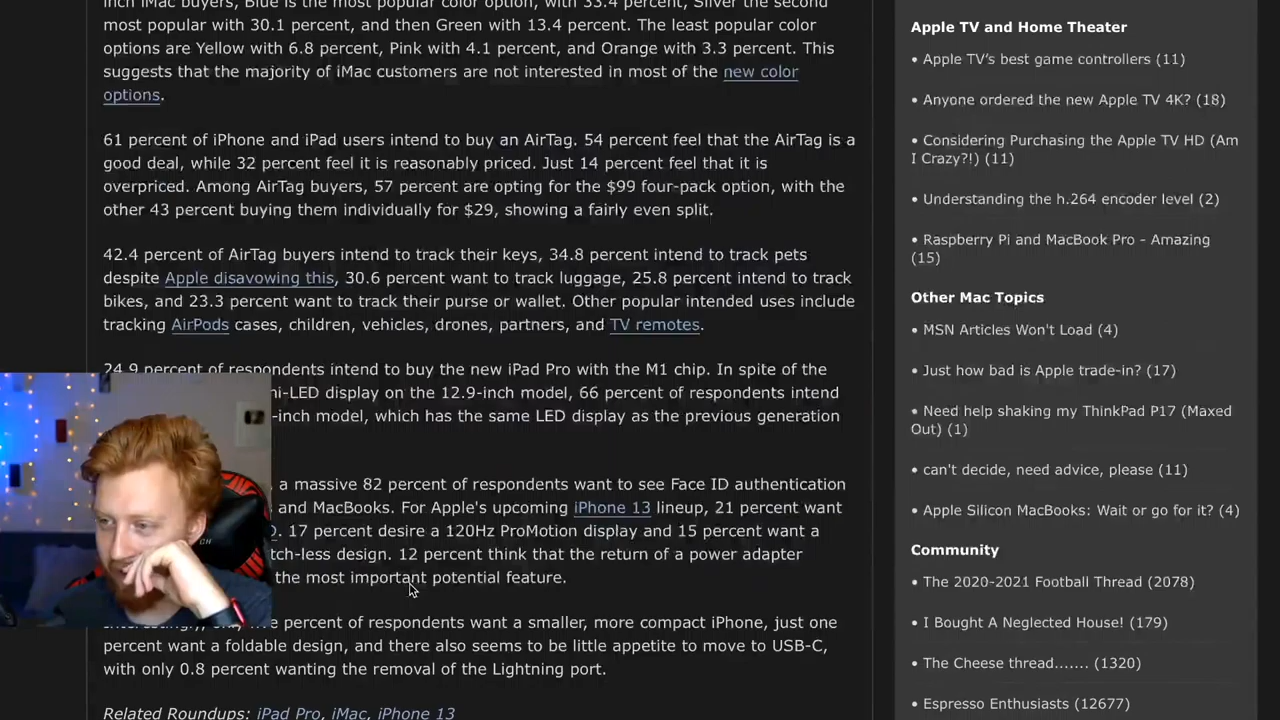 inch iMac buyers, Blue is the most popular color option, with 33.4 percent, Silver the second
most popular with 30.1 percent, and then Green with 13.4 percent. The least popular color
options are Yellow with 6.8 percent, Pink with 4.1 percent, and Orange with 3.3 percent. This
suggests that the majority of iMac customers are not interested in most of the new color
options.
61 percent of iPhone and iPad users intend to buy an AirTag. 54 percent feel that the AirTag is a
good deal, while 32 percent feel it is reasonably priced. Just 14 percent feel that it is
overpriced. Among AirTag buyers, 57 percent are opting for the $99 four-pack option, with the
other 43 percent buying them individually for $29, showing a fairly even split.
42.4 percent of AirTag buyers intend to track their keys, 34.8 percent intend to track pets
despite Apple disavowing this, 30.6 percent want to track luggage, 25.8 percent intend to track
bikes, and 23.3 percent want to track their purse or wallet. Other popular intended uses include
tracking AirPods cases, children, vehicles, drones, partners, and TV remotes.
24.9 percent of respondents intend to buy the new iPad Pro with the M1 chip. In spite of the
ni-LED display on the 12.9-inch model, 66 percent of respondents intend
-inch model, which has the same LED display as the previous generation
, a massive 82 percent of respondents want to see Face ID authentication
and MacBooks. For Apple's upcoming iPhone 13 lineup, 21 percent want
. 17 percent desire a 120Hz ProMotion display and 15 percent want a
tch-less design. 12 percent think that the return of a power adapter
the most important potential feature.
percent of respondents want a smaller, more compact iPhone, just one
percent want a foldable design, and there also seems to be little appetite to move to USB-C,
with only 0.8 percent wanting the removal of the Lightning port.
Related Roundups: iPad Pro, iMac, iPhone 13
Apple TV and Home Theater
• Apple TV's best game controllers (11)
• Anyone ordered the new Apple TV 4K? (18)
• Considering Purchasing the Apple TV HD (Am
I Crazy?!) (11)
• Understanding the h.264 encoder level (2)
• Raspberry Pi and MacBook Pro - Amazing
(15)
Other Mac Topics
• MSN Articles Won't Load (4)
• Just how bad is Apple trade-in? (17)
• Need help shaking my ThinkPad P17 (Maxed
Out) (1)
• can't decide, need advice, please (11)
• Apple Silicon MacBooks: Wait or go for it? (4)
Community
• The 2020-2021 Football Thread (2078)
• I Bought A Neglected House! (179)
• The Cheese thread....... (1320)
• Espresso Enthusiasts (12677)